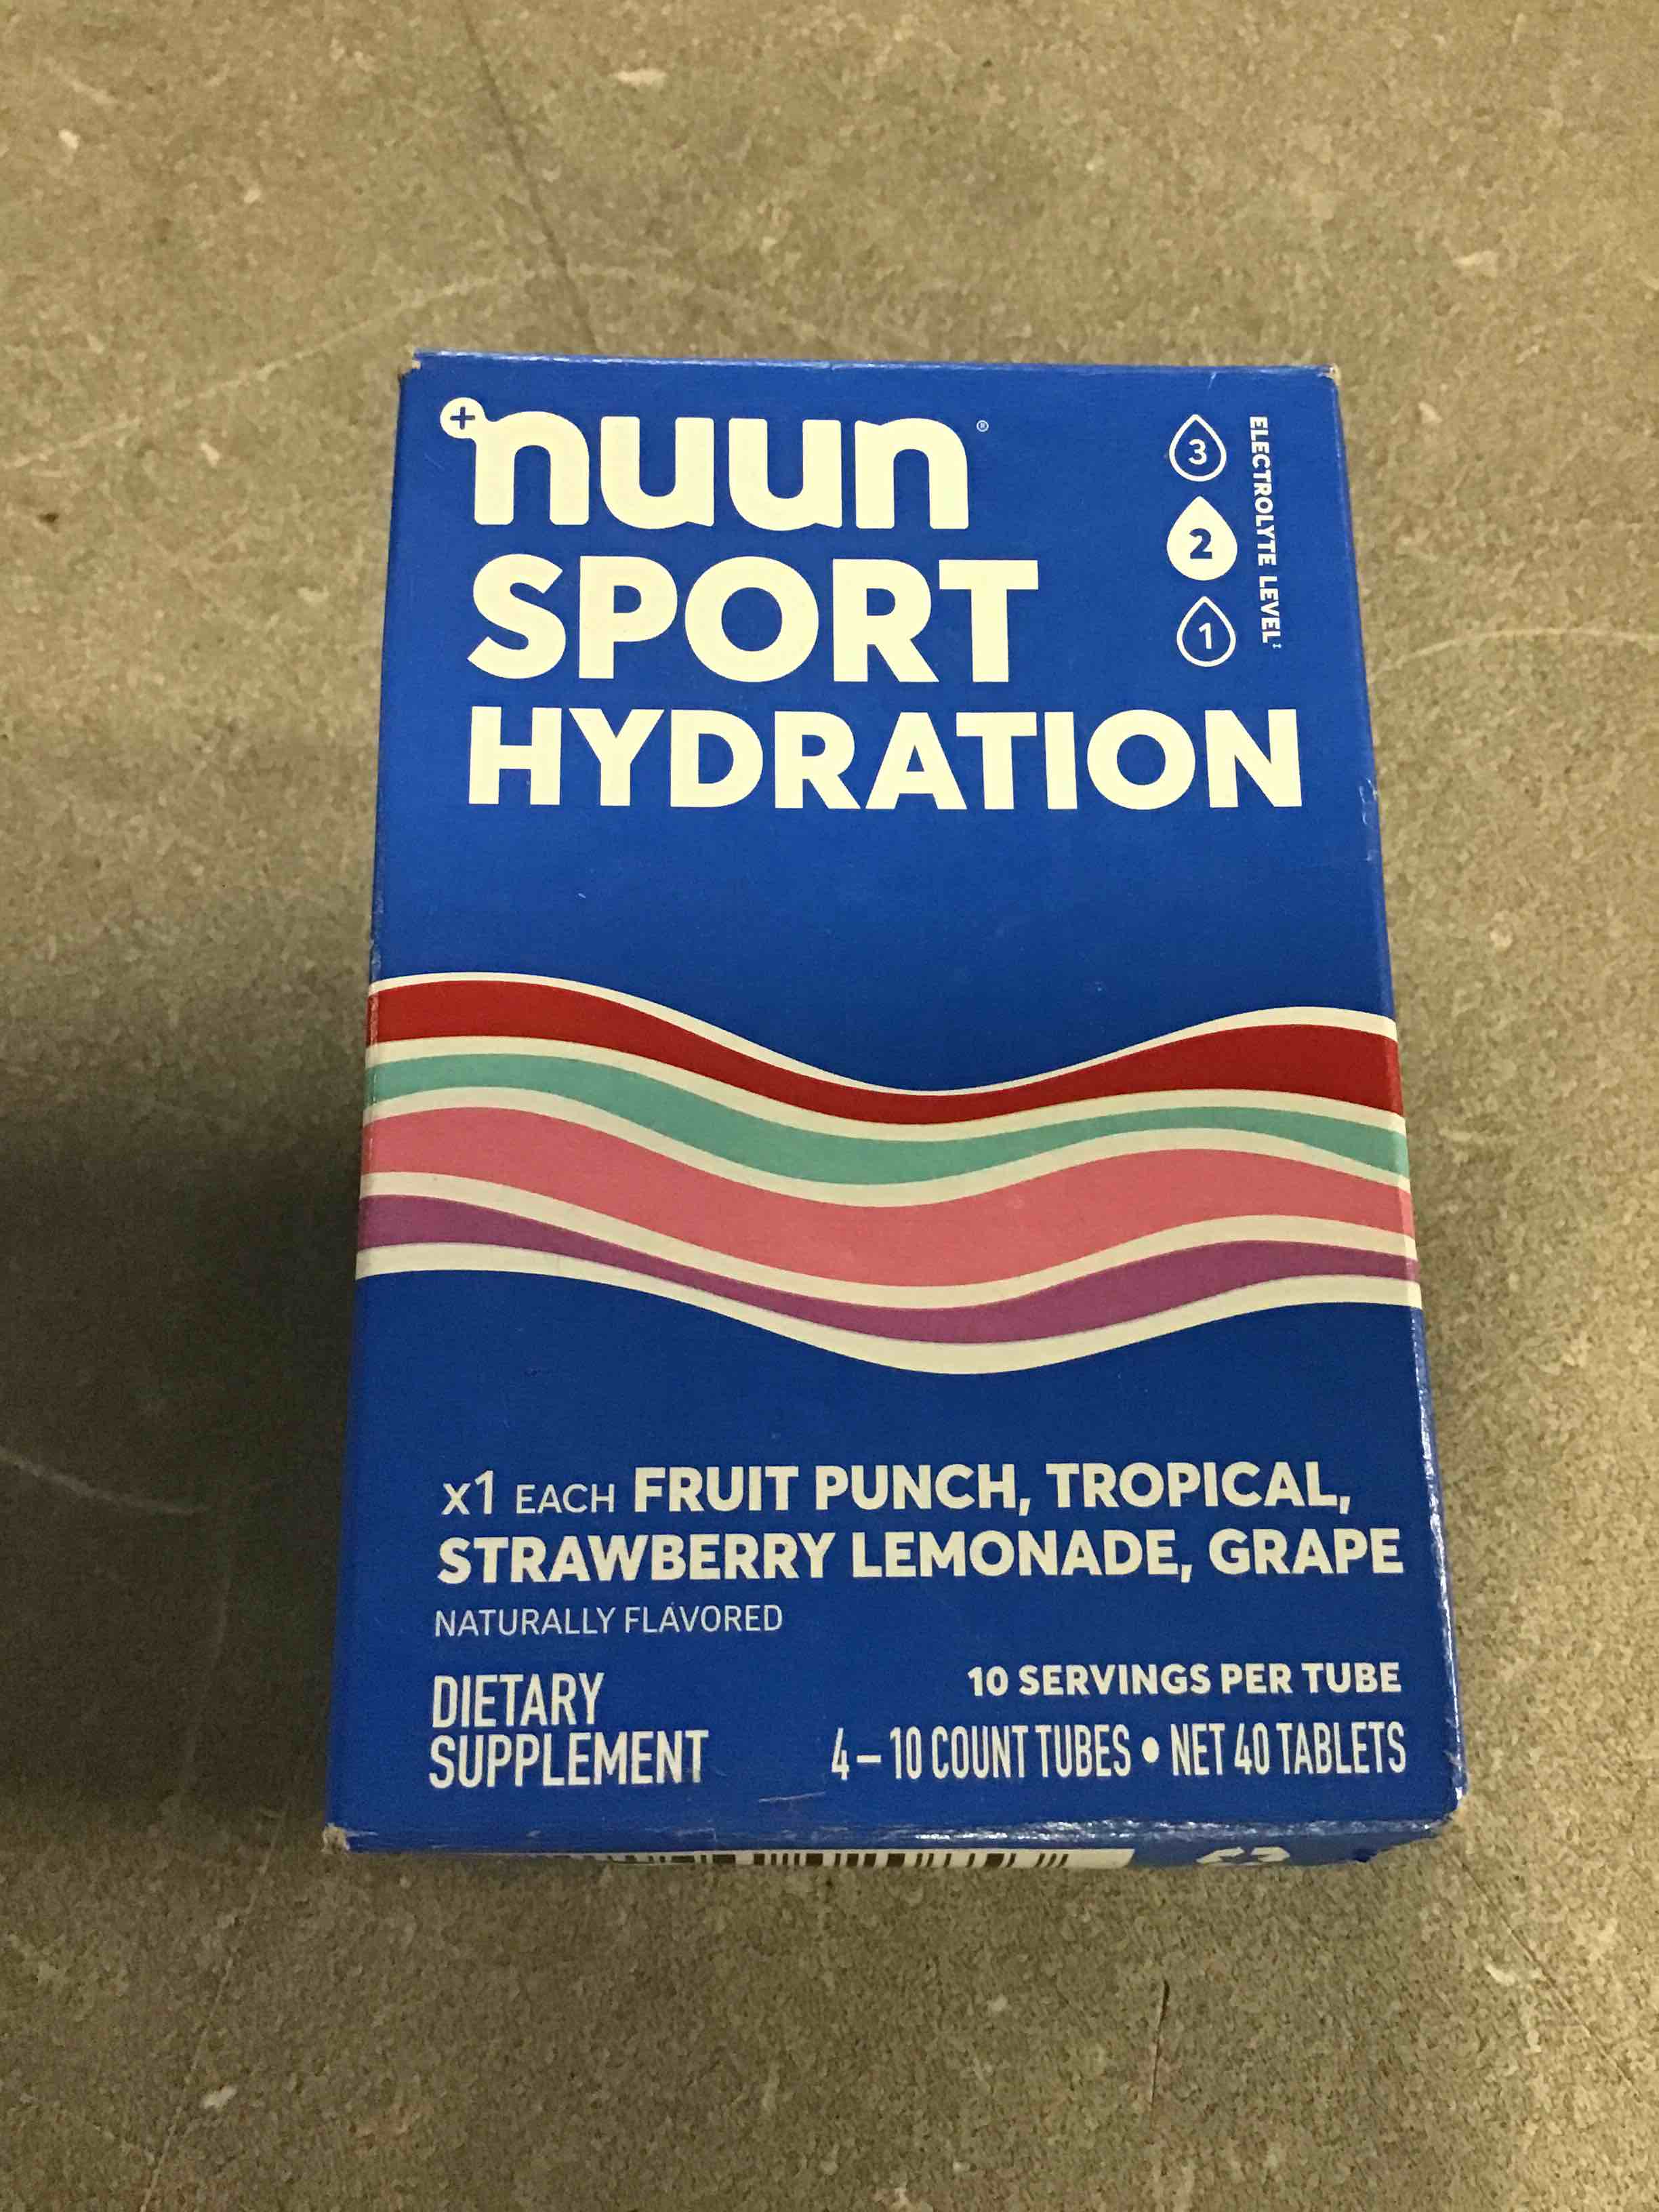 +nuun®
SPORT
HYDRATION
3
2
1
ELECTROLYTE LEVEL‡
x1 EACH FRUIT PUNCH, TROPICAL,
STRAWBERRY LEMONADE, GRAPE
NATURALLY FLAVORED
DIETARY
SUPPLEMENT
10 SERVINGS PER TUBE
4–10 COUNT TUBES • NET 40 TABLETS